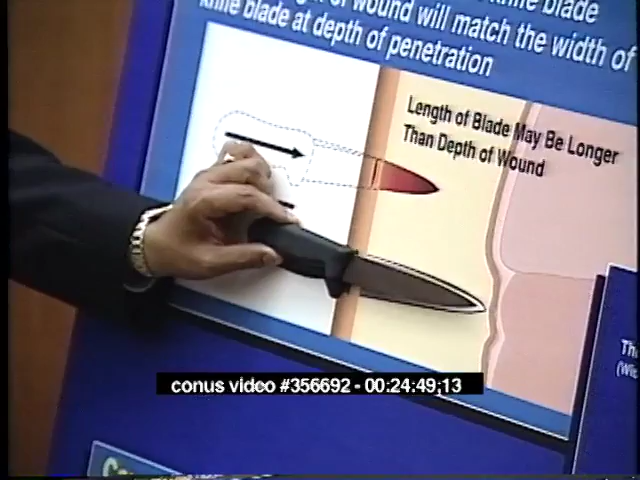 of wound will match the width of
knife blade at depth of penetration
knife blade
Length of Blade May Be Longer
Than Depth of Wound
conus video #356692 - 00:24:49;13